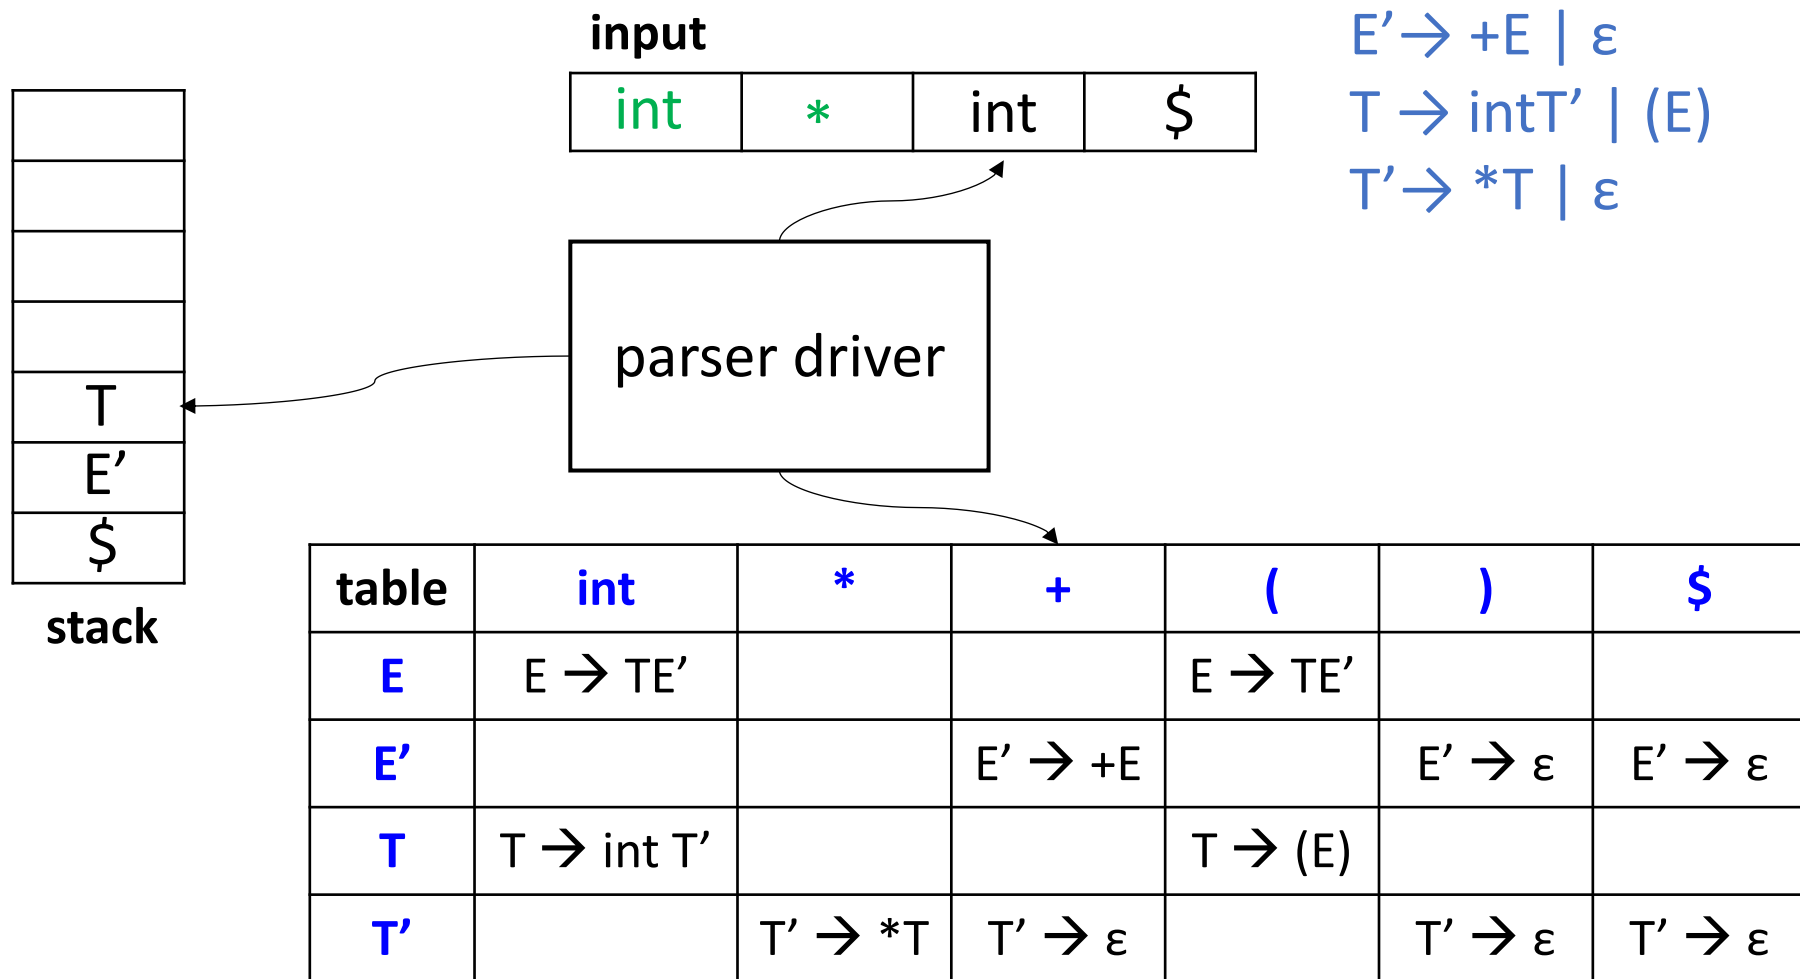 input
int * int $
E’→ +E | ε
T → intT’ | (E)
T’→ *T | ε
parser driver
T
E’
$
stack
table int * + ( ) $
E E → TE’ E → TE’
E’ E’ → +E E’ → ε E’ → ε
T T → int T’ T → (E)
T’ T’ → *T T’ → ε T’ → ε T’ → ε